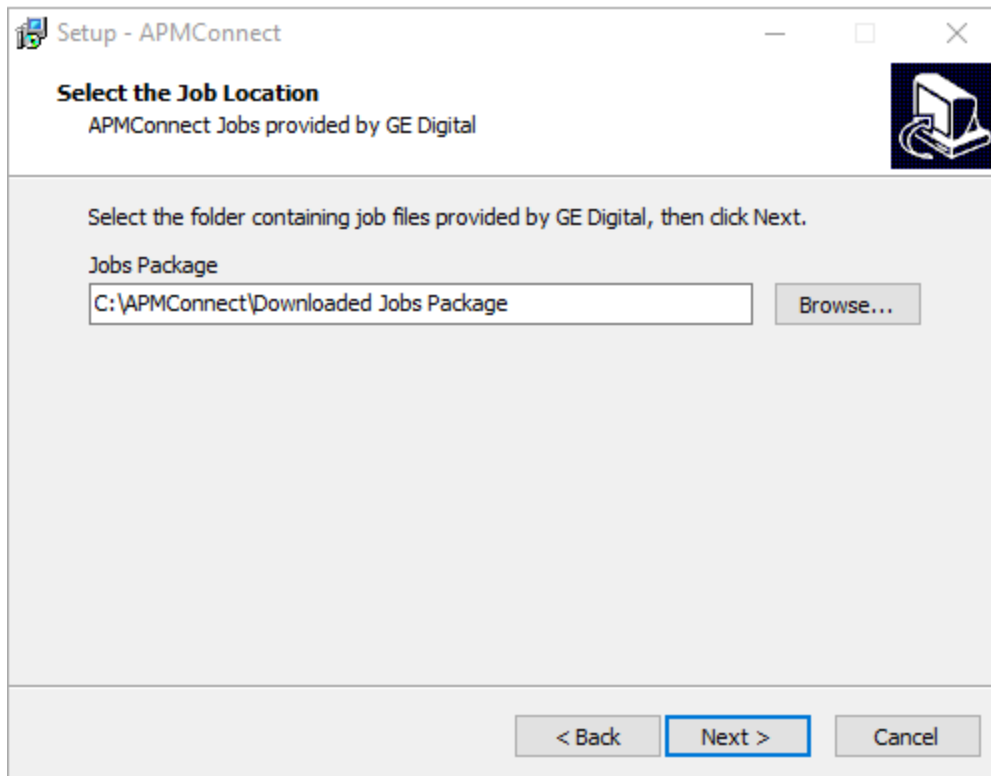 Setup - APMConnect
Select the Job Location
APMConnect Jobs provided by GE Digital
Select the folder containing job files provided by GE Digital, then click Next.
Jobs Package
C:\APMConnect\Downloaded Jobs Package
Browse...
< Back
Next >
Cancel